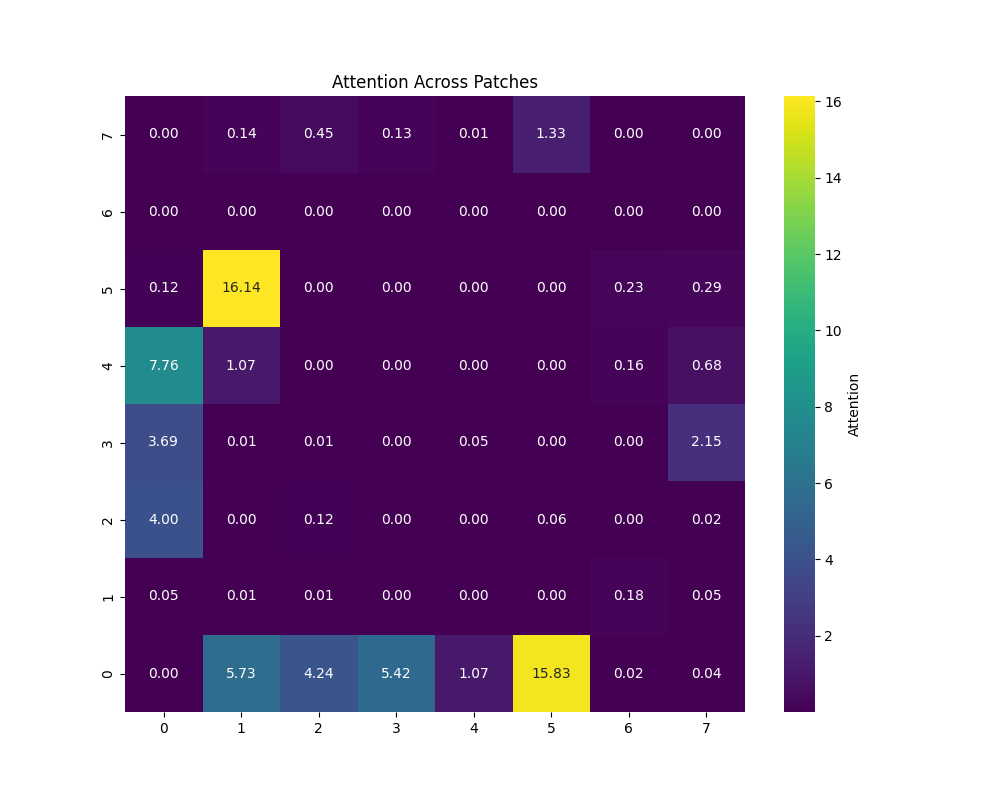 Attention Across Patches
7 0.00 0.14 0.45 0.13 0.01 1.33 0.00 0.00
6 0.00 0.00 0.00 0.00 0.00 0.00 0.00 0.00
5 0.12 16.14 0.00 0.00 0.00 0.00 0.23 0.29
4 7.76 1.07 0.00 0.00 0.00 0.00 0.16 0.68
3 3.69 0.01 0.01 0.00 0.05 0.00 0.00 2.15
2 4.00 0.00 0.12 0.00 0.00 0.06 0.00 0.02
1 0.05 0.01 0.01 0.00 0.00 0.00 0.18 0.05
0 0.00 5.73 4.24 5.42 1.07 15.83 0.02 0.04
0 1 2 3 4 5 6 7
16
14
12
10
8
6
4
2
Attention